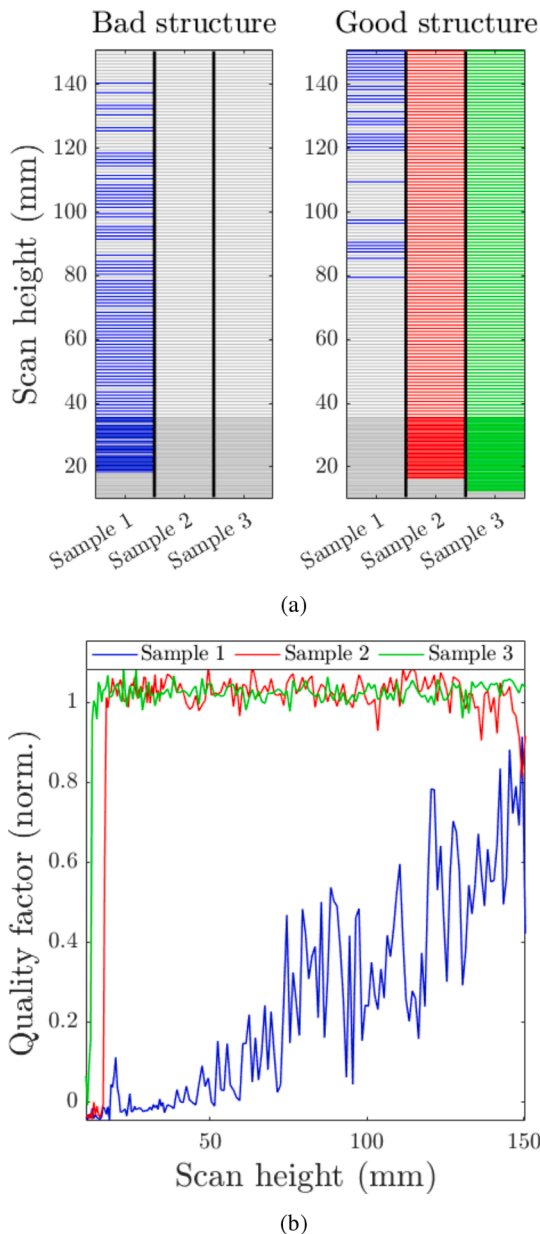 Bad structure
Good structure
Scan height (mm)
140
120
100
80
60
40
20
140
120
100
80
60
40
20
Sample 1
Sample 2
Sample 3
Sample 1
Sample 2
Sample 3
(a)
Sample 1 Sample 2 Sample 3
Quality factor (norm.)
1
0.8
0.6
0.4
0.2
0
50 100 150
Scan height (mm)
(b)